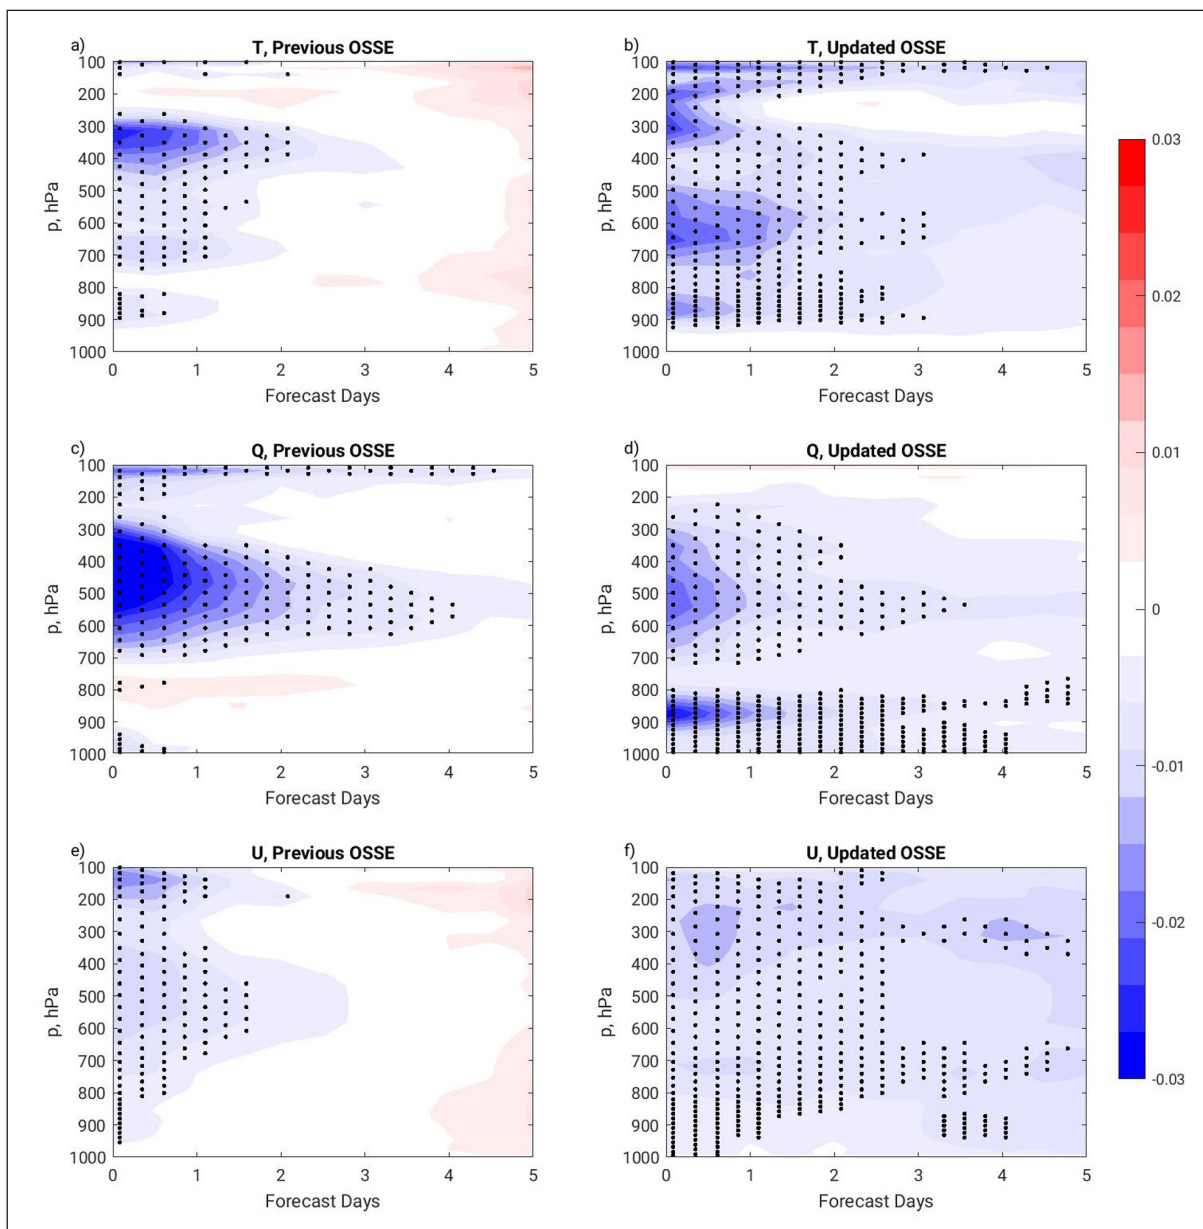 a) T, Previous OSSE
100
200
300
400
500
600
700
800
900
1000
p, hPa
0 1 2 3 4 5
Forecast Days
b) T, Updated OSSE
100
200
300
400
500
600
700
800
900
1000
p, hPa
0 1 2 3 4 5
Forecast Days
c) Q, Previous OSSE
100
200
300
400
500
600
700
800
900
1000
p, hPa
0 1 2 3 4 5
Forecast Days
d) Q, Updated OSSE
100
200
300
400
500
600
700
800
900
1000
p, hPa
0 1 2 3 4 5
Forecast Days
e) U, Previous OSSE
100
200
300
400
500
600
700
800
900
1000
p, hPa
0 1 2 3 4 5
Forecast Days
f) U, Updated OSSE
100
200
300
400
500
600
700
800
900
1000
p, hPa
0 1 2 3 4 5
Forecast Days
0.03
0.02
0.01
0
-0.01
-0.02
-0.03